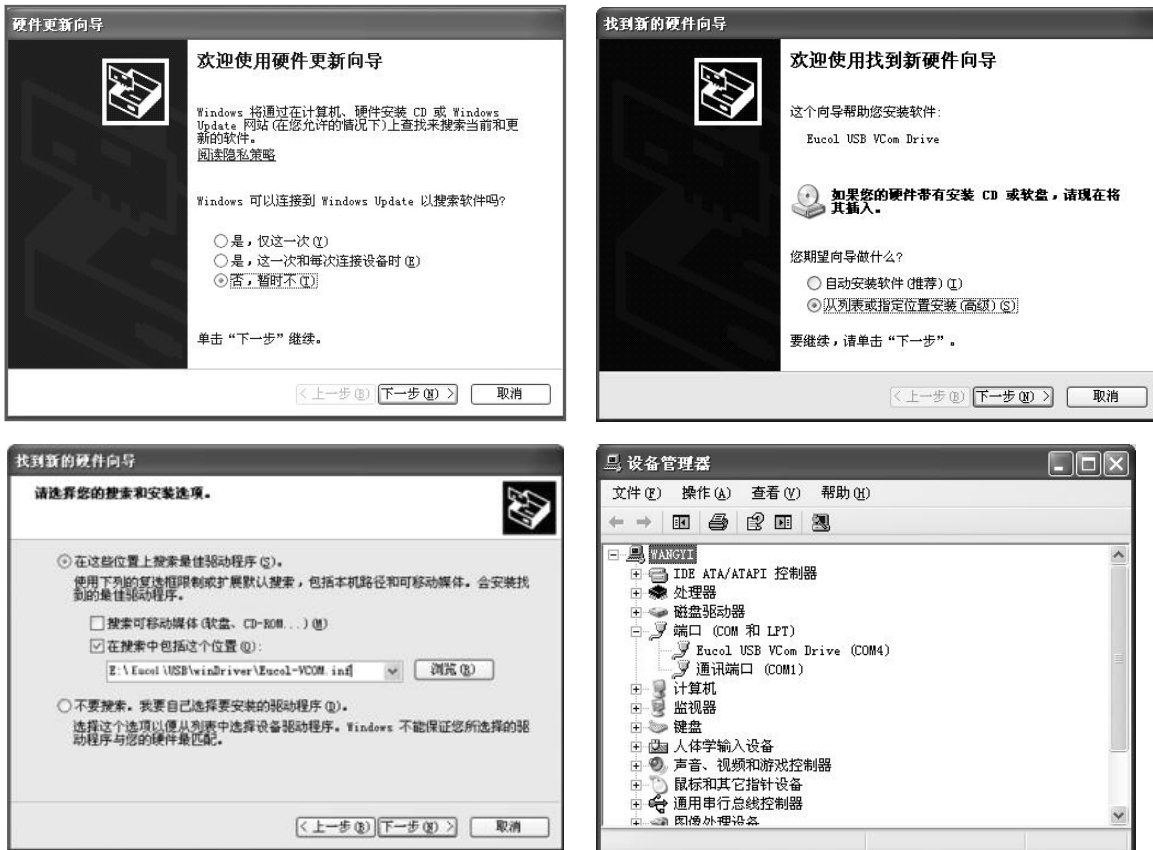 硬件更新向导
欢迎使用硬件更新向导
Windows 将通过在计算机、硬件安装 CD 或 Windows
Update 网站(在您允许的情况下)上查找来搜索当前和更
新的软件。
阅读隐私策略
Windows 可以连接到 Windows Update 以搜索软件吗?
是，仅这一次(Y)
是，这一次和每次连接设备时(E)
否，暂时不(T)
单击“下一步”继续。
< 上一步(B)
下一步(N) >
取消
找到新的硬件向导
欢迎使用找到新硬件向导
这个向导帮助您安装软件:
Eucol USB VCom Drive
如果您的硬件带有安装 CD 或软盘，请现在将
其插入。
您期望向导做什么?
自动安装软件(推荐)(I)
从列表或指定位置安装(高级)(S)
要继续，请单击“下一步”。
< 上一步(B)
下一步(N) >
取消
找到新的硬件向导
请选择您的搜索和安装选项。
在这些位置上搜索最佳驱动程序(S)。
使用下列的复选框限制或扩展默认搜索，包括本机路径和可移动媒体。会安装找
到的最佳驱动程序。
搜索可移动媒体(软盘、CD-ROM...)(M)
在搜索中包括这个位置(O):
E:\Eucol\USB\winDriver\Eucol-VCOM.inf
浏览(R)
不要搜索。我要自己选择要安装的驱动程序(D)。
选择这个选项以便从列表中选择设备驱动程序。Windows 不能保证您所选择的驱
动程序与您的硬件最匹配。
< 上一步(B)
下一步(N) >
取消
设备管理器
文件(F) 操作(A) 查看(V) 帮助(H)
WANGYI
IDE ATA/ATAPI 控制器
处理器
磁盘驱动器
端口 (COM 和 LPT)
Eucol USB VCom Drive (COM4)
通讯端口 (COM1)
计算机
监视器
键盘
人体学输入设备
声音、视频和游戏控制器
鼠标和其它指针设备
通用串行总线控制器
图像处理设备